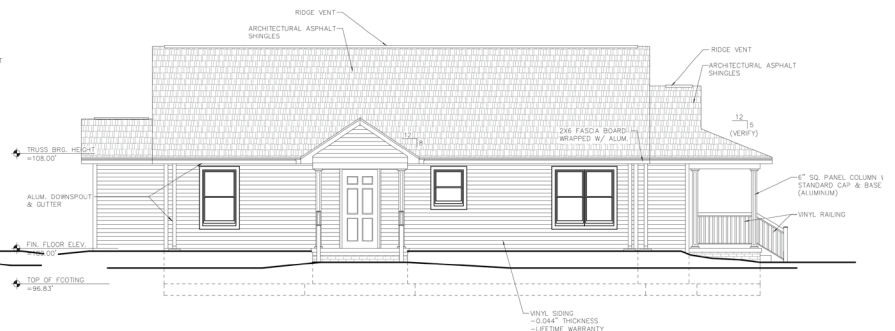 RIDGE VENT
ARCHITECTURAL ASPHALT
SHINGLES
RIDGE VENT
ARCHITECTURAL ASPHALT
SHINGLES
12
5
(VERIFY)
12
8
2X6 FASCIA BOARD
WRAPPED W/ ALUM.
TRUSS BRG. HEIGHT
=108.00'
6" SQ. PANEL COLUMN
STANDARD CAP & BASE
(ALUMINUM)
ALUM. DOWNSPOUT
& GUTTER
VINYL RAILING
FIN. FLOOR ELEV.
=100.00'
TOP OF FOOTING
=96.83'
VINYL SIDING
-0.044" THICKNESS
-LIFETIME WARRANTY